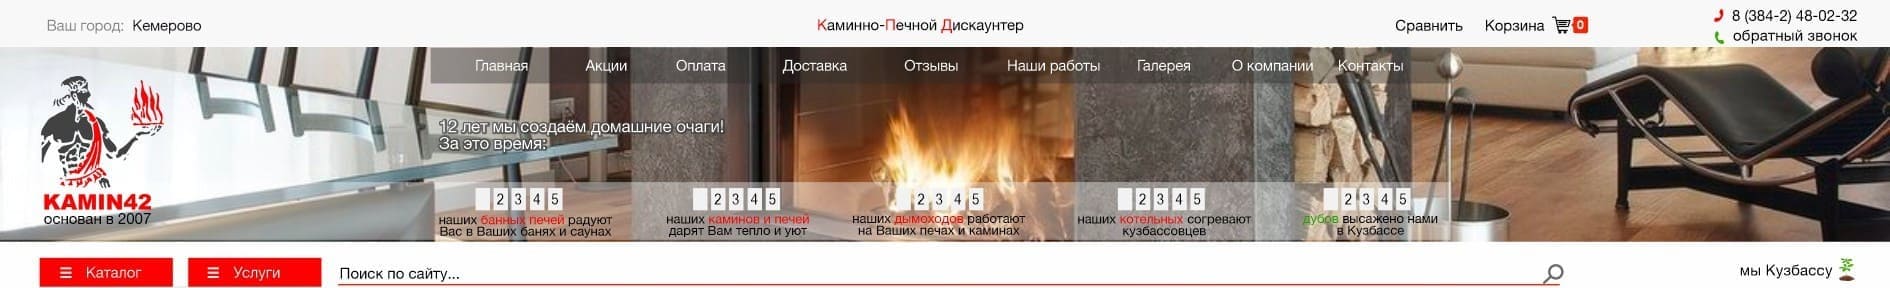 Ваш город: Кемерово
Каминно-Печной Дискаунтер
Сравнить Корзина 0
8 (384-2) 48-02-32
обратный звонок
Главная Акции Оплата Доставка Отзывы Наши работы Галерея О компании Контакты
12 лет мы создаём домашние очаги!
За это время:
KAMIN42
основан в 2007
2 3 4 5
наших банных печей радуют
Вас в Ваших банях и саунах
2 3 4 5
наших каминов и печей
дарят Вам тепло и уют
2 3 4 5
наших дымоходов работают
на Ваших печах и каминах
2 3 4 5
наших котельных согревают
кузбассовцев
2 3 4 5
дубов высажено нами
в Кузбассе
Каталог Услуги Поиск по сайту...
мы Кузбассу